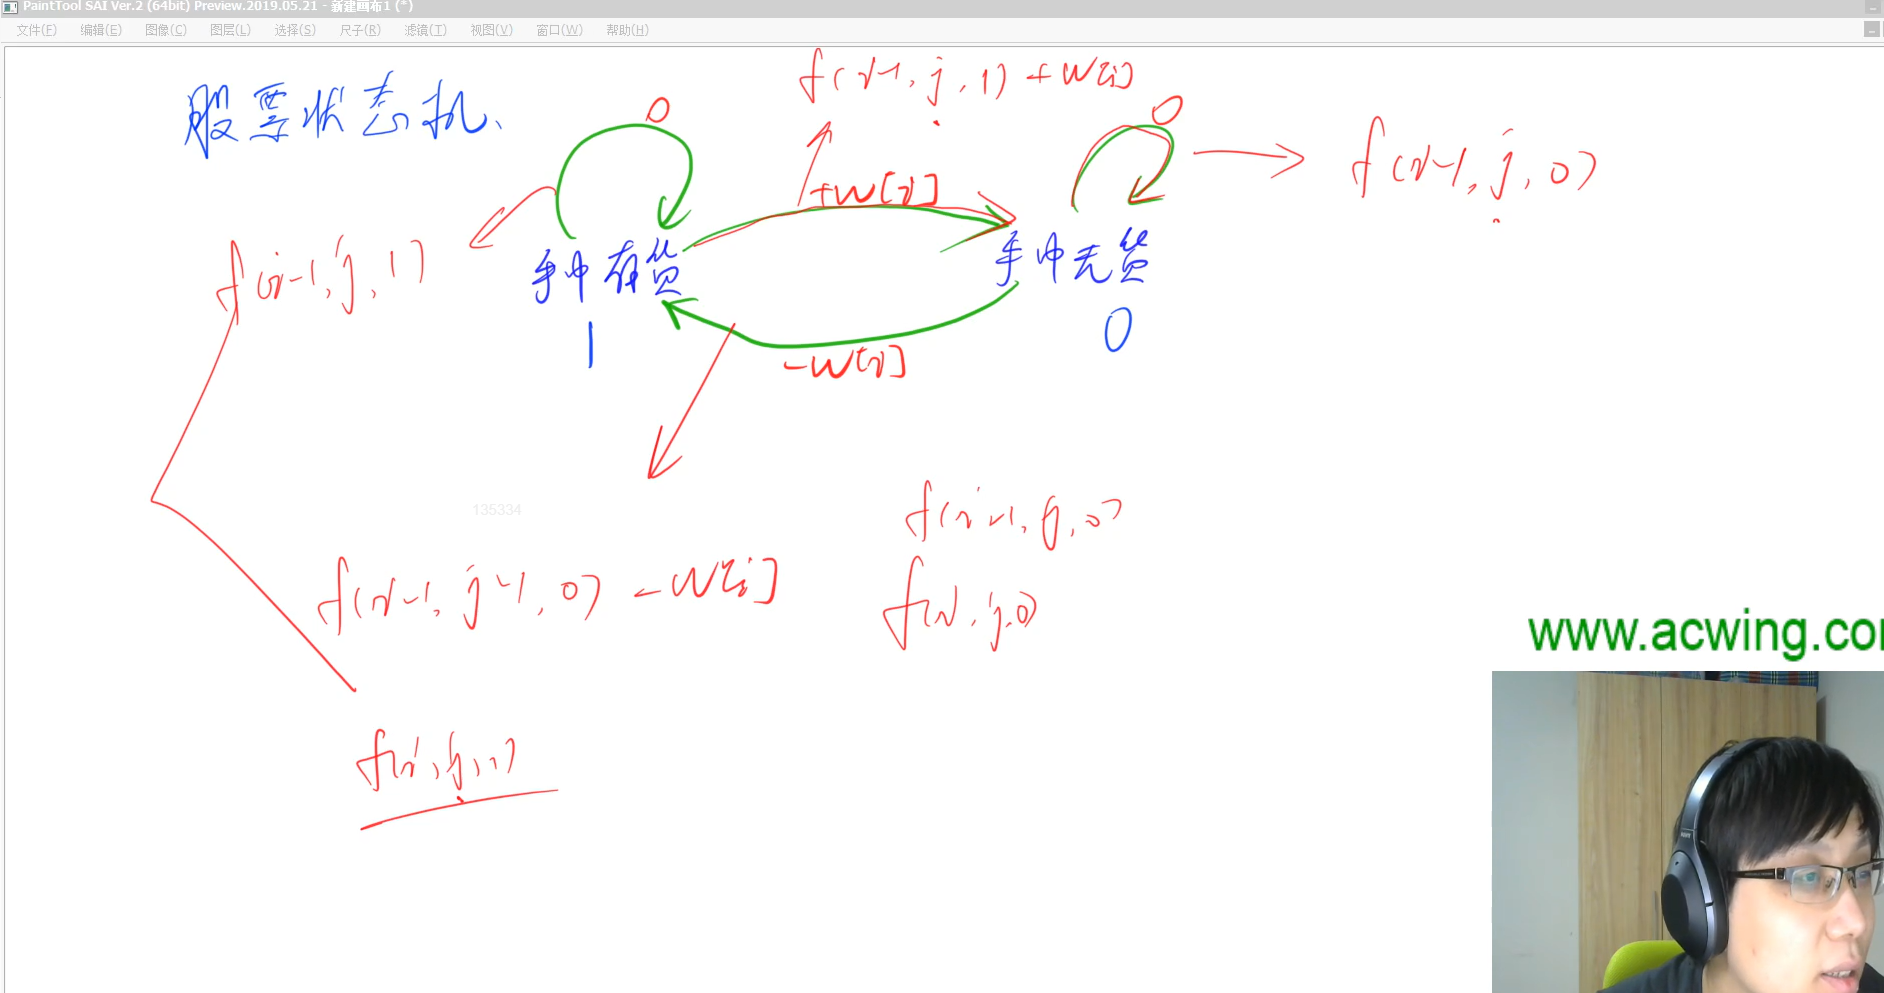 PaintTool SAI Ver.2 (64bit) Preview.2019.05.21 - 新建画布1 (*)
文件(F) 编辑(E) 图像(C) 图层(L) 选择(S) 尺子(R) 滤镜(T) 视图(V) 窗口(W) 帮助(H)
股票状态机、
f(i-1, j, 1) + w[i]
0
0
+w[i]
f(i-1, j, 0)
f(i-1, j, 1)
手中有货
手中无货
1
0
-w[i]
135334
f(i-1, j, 0)
f(i-1, j-1, 0) - w[i]
f(i, j, 0)
www.acwing.co
f(i, j, 1)